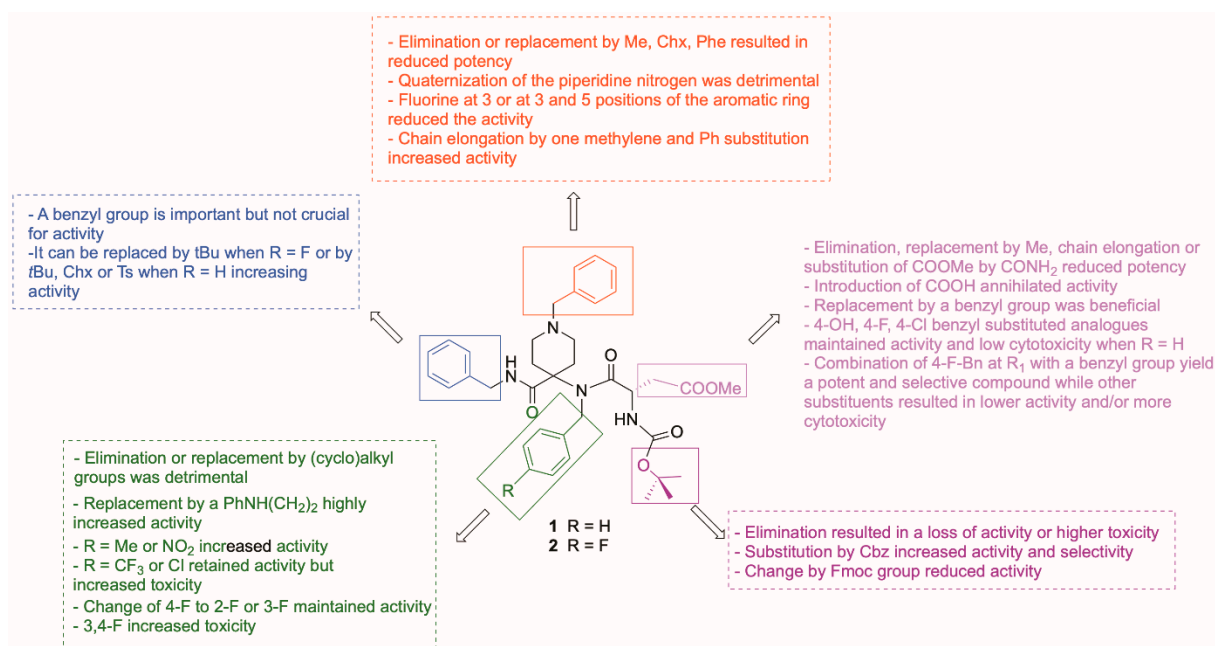 - Elimination or replacement by Me, Chx, Phe resulted in
reduced potency
- Quaternization of the piperidine nitrogen was detrimental
- Fluorine at 3 or at 3 and 5 positions of the aromatic ring
reduced the activity
- Chain elongation by one methylene and Ph substitution
increased activity
- A benzyl group is important but not crucial
for activity
-It can be replaced by tBu when R = F or by
tBu, Chx or Ts when R = H increasing
activity
- Elimination, replacement by Me, chain elongation or
substitution of COOMe by CONH₂ reduced potency
- Introduction of COOH annihilated activity
- Replacement by a benzyl group was beneficial
- 4-OH, 4-F, 4-Cl benzyl substituted analogues
maintained activity and low cytotoxicity when R = H
- Combination of 4-F-Bn at R₁ with a benzyl group yield
a potent and selective compound while other
substituents resulted in lower activity and/or more
cytotoxicity
N
H
N
O
N
O
COOMe
HN
O
O
R
1 R = H
2 R = F
- Elimination or replacement by (cyclo)alkyl
groups was detrimental
- Replacement by a PhNH(CH₂)₂ highly
increased activity
- R = Me or NO₂ increased activity
- R = CF₃ or Cl retained activity but
increased toxicity
- Change of 4-F to 2-F or 3-F maintained activity
- 3,4-F increased toxicity
- Elimination resulted in a loss of activity or higher toxicity
- Substitution by Cbz increased activity and selectivity
- Change by Fmoc group reduced activity